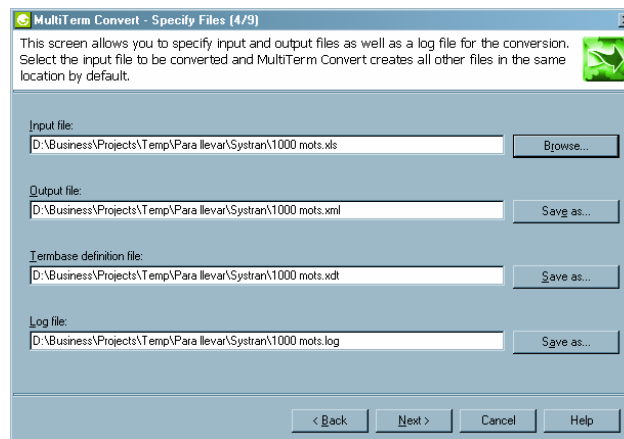 MultiTerm Convert - Specify Files (4/9)
This screen allows you to specify input and output files as well as a log file for the conversion.
Select the input file to be converted and MultiTerm Convert creates all other files in the same
location by default.
Input file:
D:\Business\Projects\Temp\Para llevar\Systran\1000 mots.xls
Browse...
Output file:
D:\Business\Projects\Temp\Para llevar\Systran\1000 mots.xml
Save as...
Termbase definition file:
D:\Business\Projects\Temp\Para llevar\Systran\1000 mots.xdt
Save as...
Log file:
D:\Business\Projects\Temp\Para llevar\Systran\1000 mots.log
Save as...
< Back Next > Cancel Help